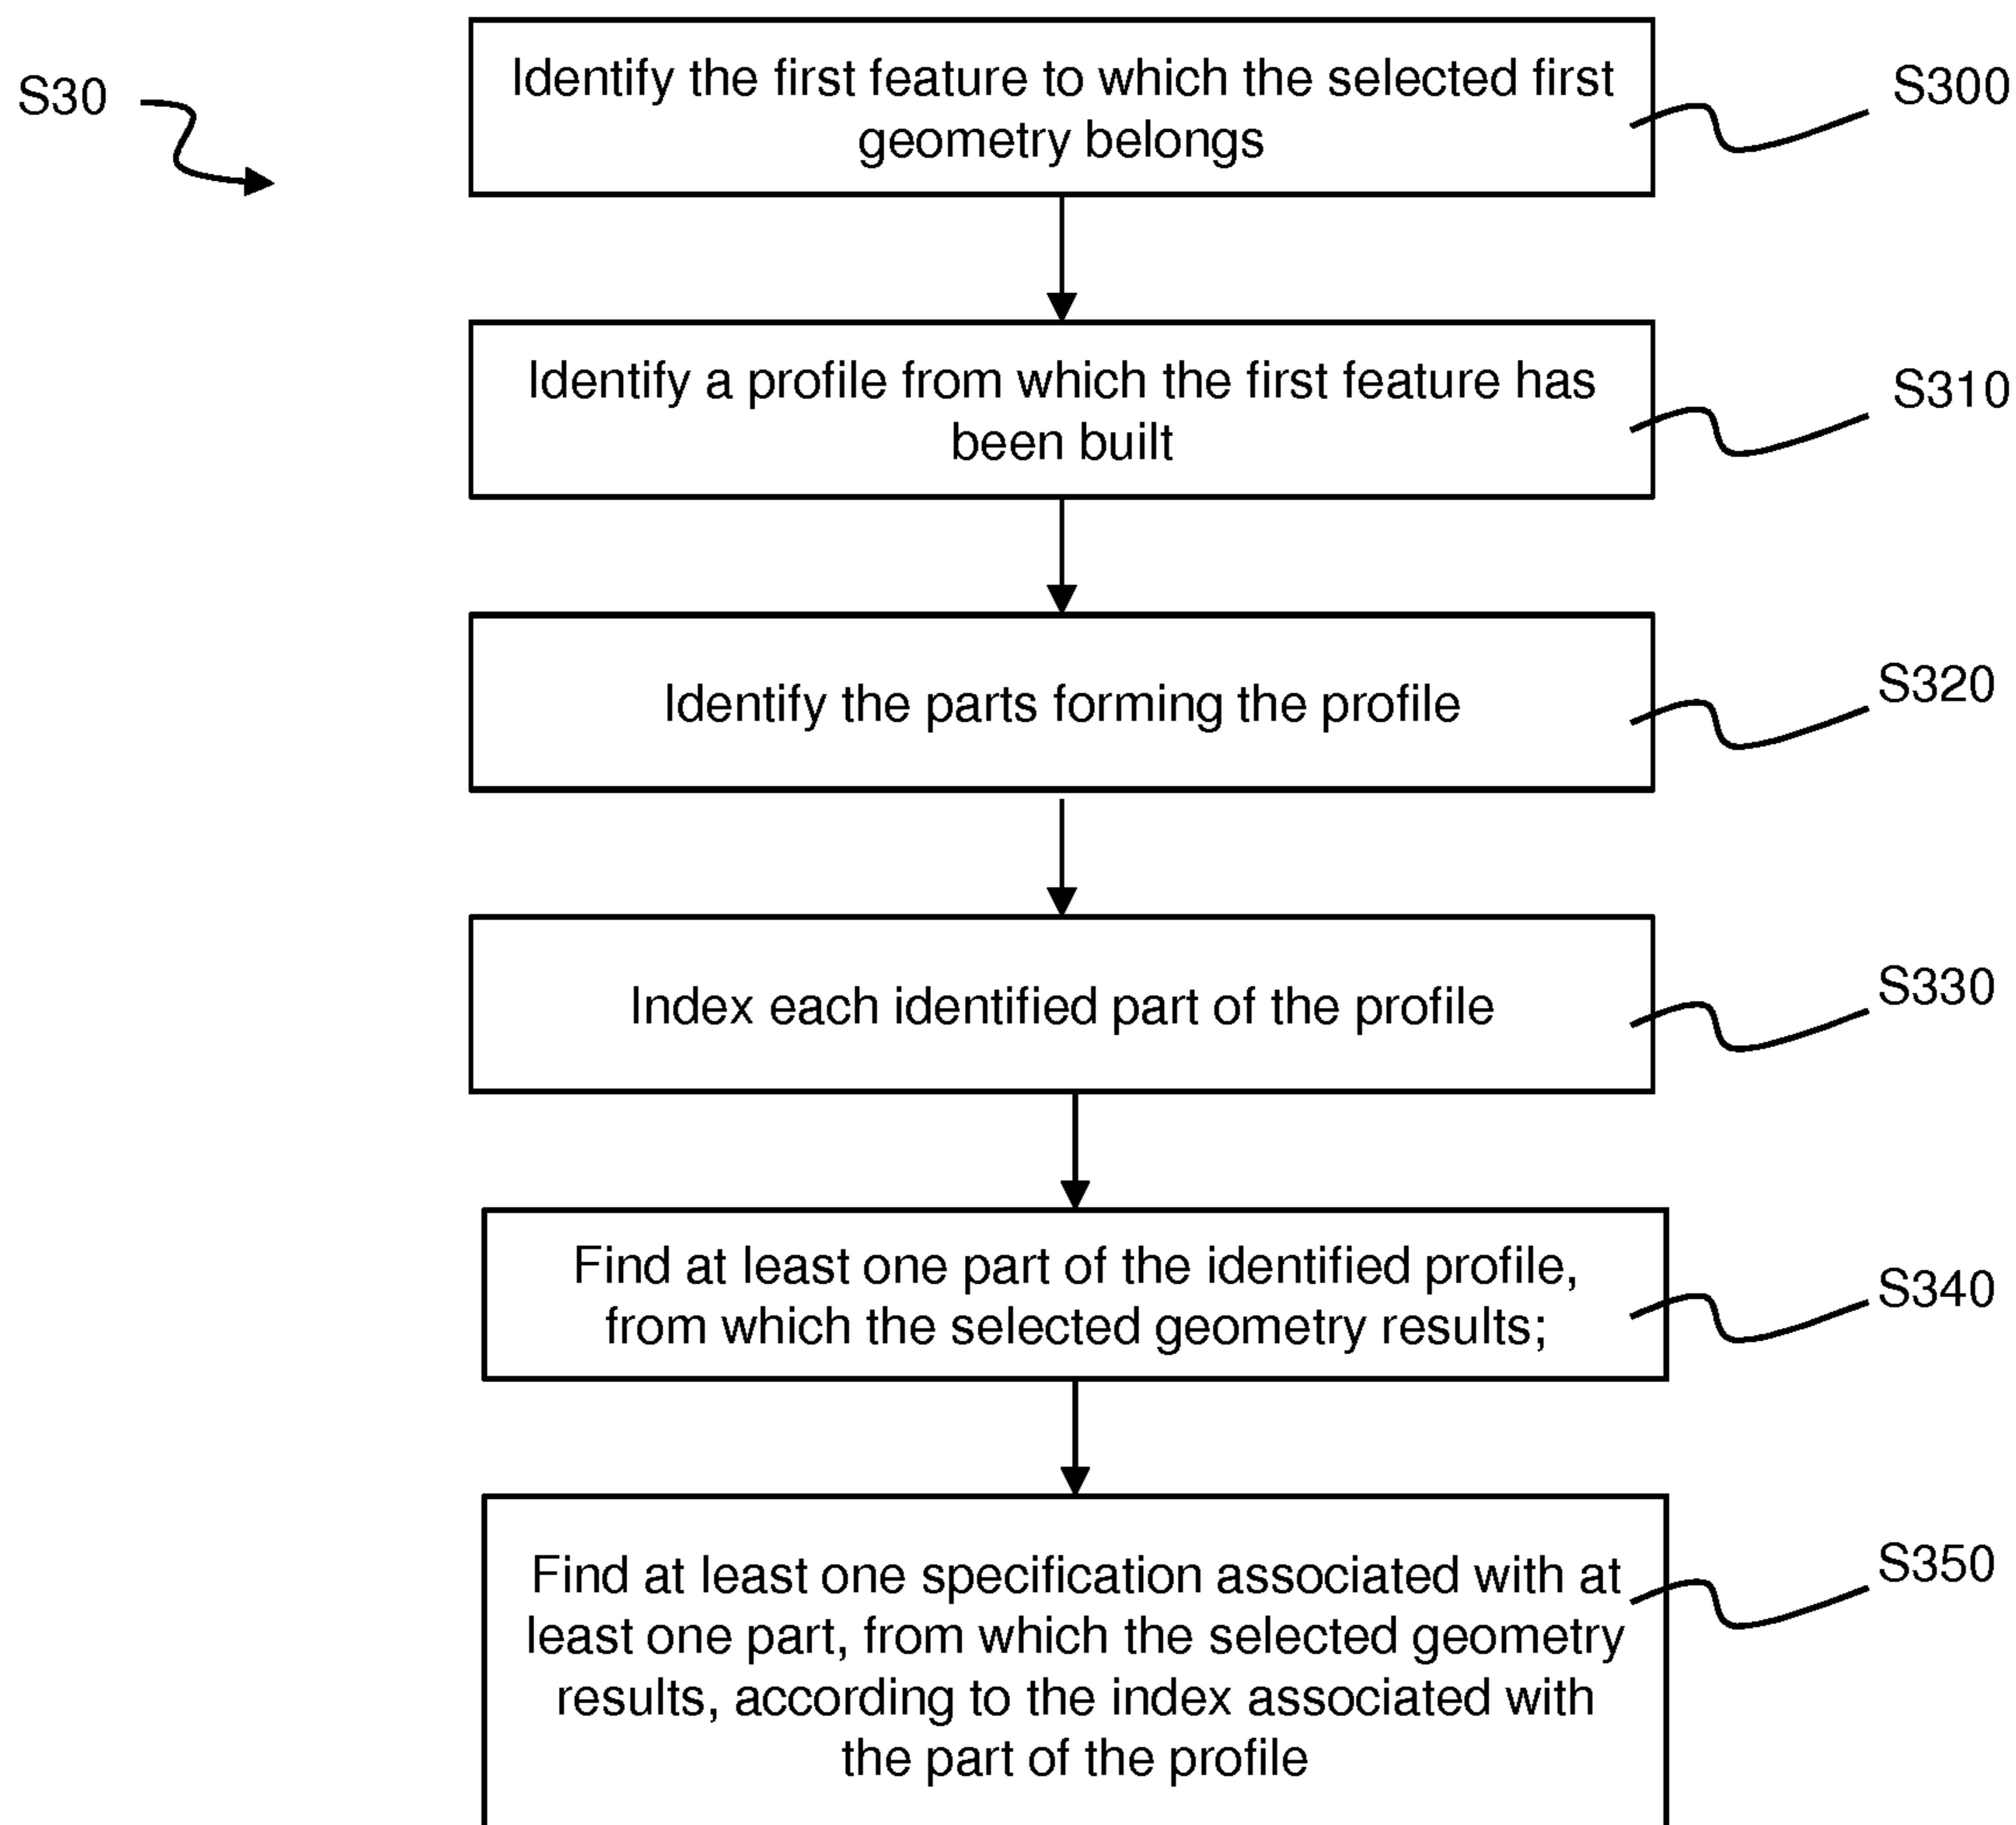 S30
Identify the first feature to which the selected first
geometry belongs
S300
Identify a profile from which the first feature has
been built
S310
Identify the parts forming the profile
S320
Index each identified part of the profile
S330
Find at least one part of the identified profile,
from which the selected geometry results;
S340
Find at least one specification associated with at
least one part, from which the selected geometry
results, according to the index associated with
the part of the profile
S350